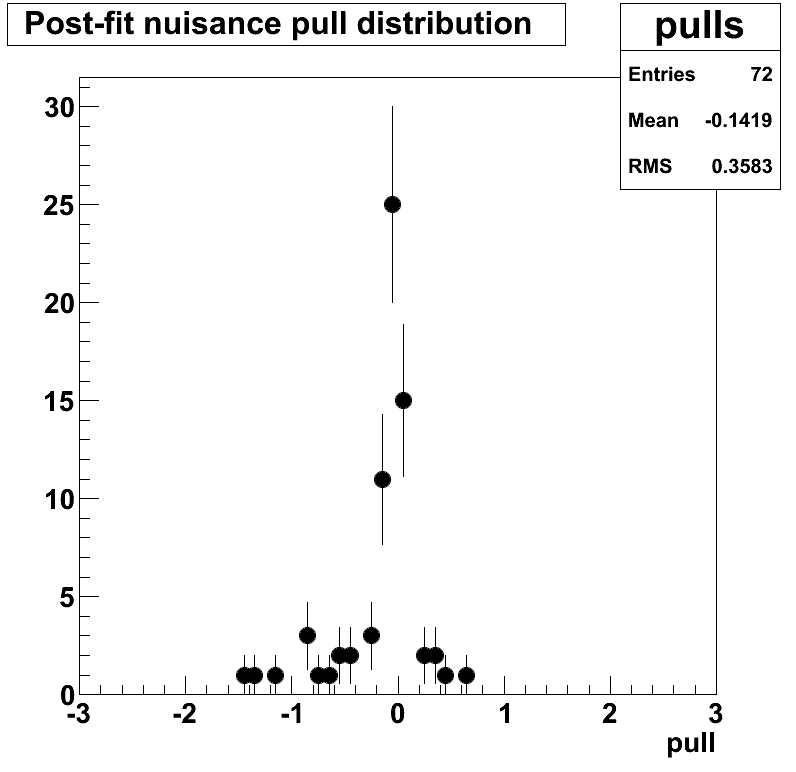 Post-fit nuisance pull distribution
pulls
Entries 72
Mean -0.1419
RMS 0.3583
30
25
20
15
10
5
0
-3 -2 -1 0 1 2 3
pull